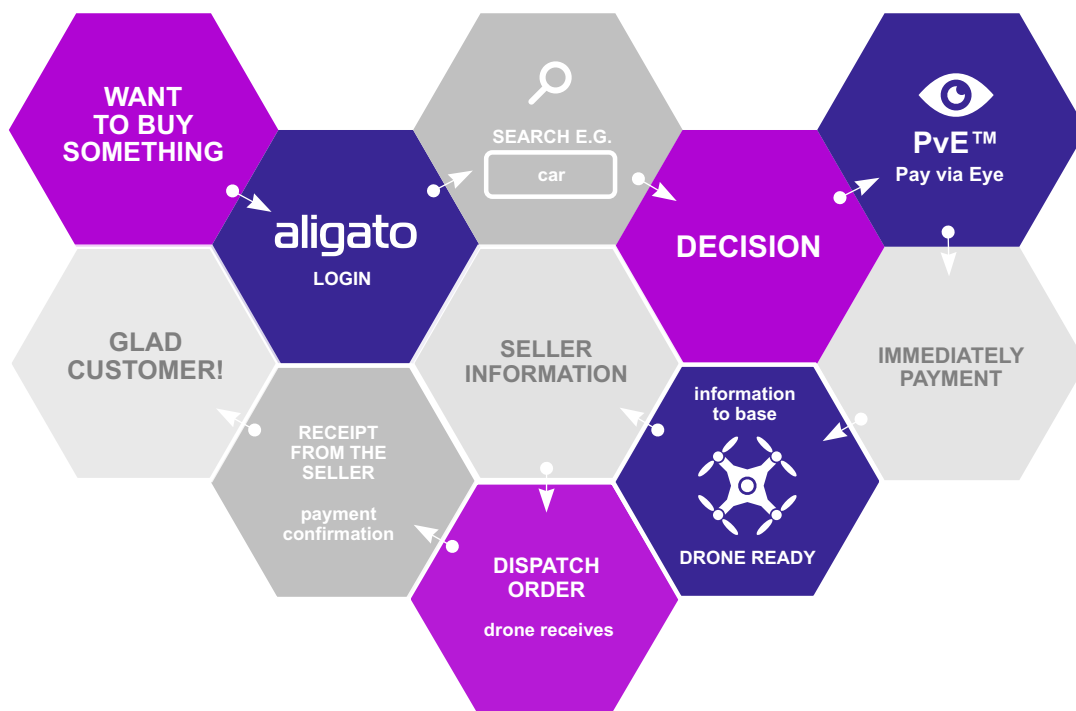 WANT
TO BUY
SOMETHING
aligato
LOGIN
SEARCH E.G.
car
DECISION
PvE™
Pay via Eye
IMMEDIATELY
PAYMENT
information
to base
DRONE READY
SELLER
INFORMATION
DISPATCH
ORDER
drone receives
RECEIPT
FROM THE
SELLER
payment
confirmation
GLAD
CUSTOMER!